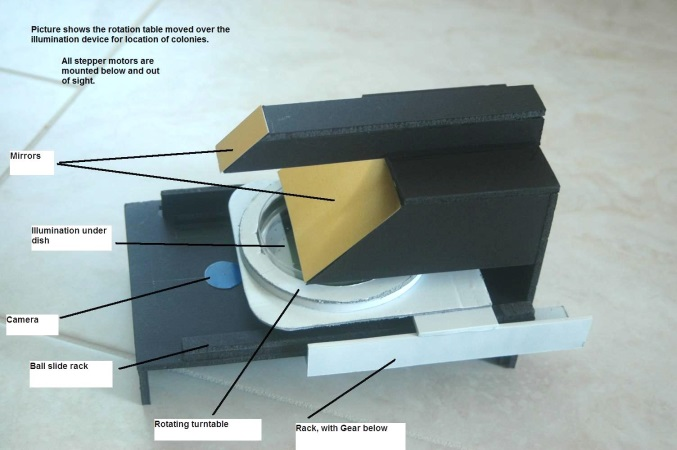 Picture shows the rotation table moved over the
illumination device for location of colonies.
All stepper motors are
mounted below and out
of sight.
Mirrors
Illumination under
dish
Camera
Ball slide rack
Rotating turntable
Rack, with Gear below